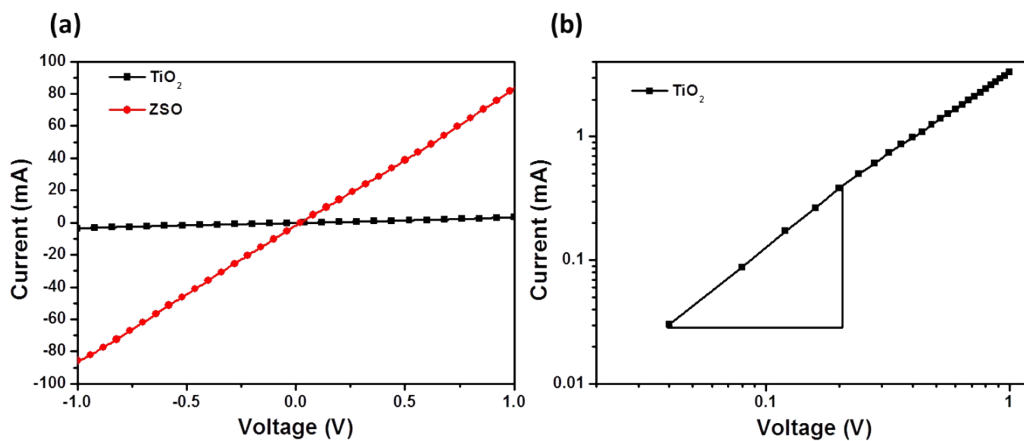 (a)
100
80
60
40
20
0
-20
-40
-60
-80
-100
Current (mA)
TiO2
ZSO
-1.0 -0.5 0.0 0.5 1.0
Voltage (V)
(b)
1
0.1
0.01
Current (mA)
TiO2
0.1 1
Voltage (V)